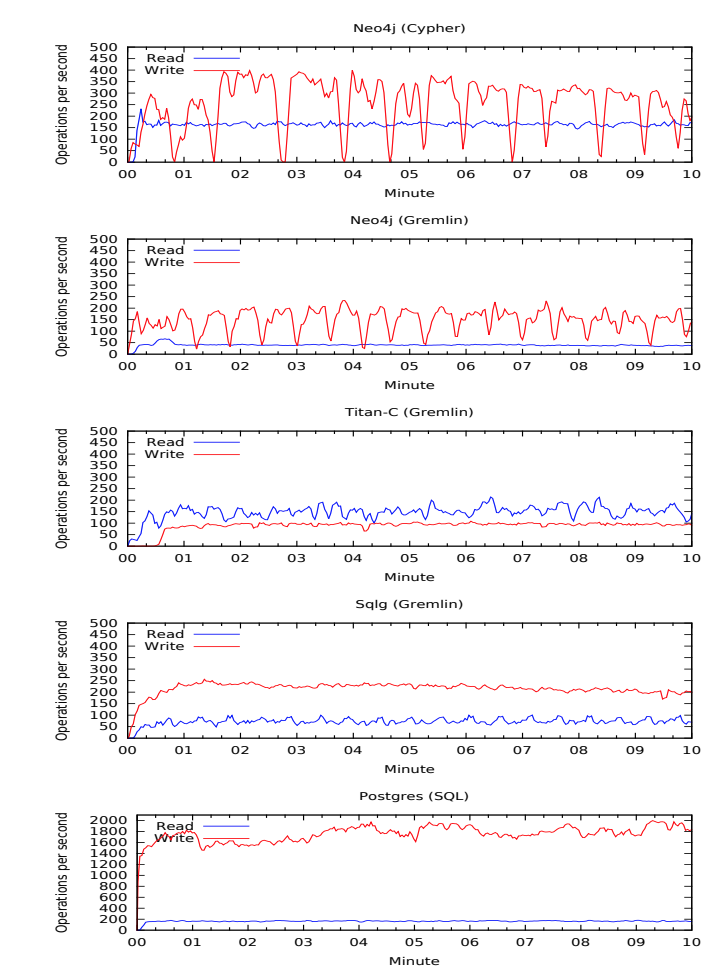 Neo4j (Cypher)
Operations per second
500
450
400
350
300
250
200
150
100
50
0
Read
Write
00 01 02 03 04 05 06 07 08 09 10
Minute
Neo4j (Gremlin)
Operations per second
500
450
400
350
300
250
200
150
100
50
0
Read
Write
00 01 02 03 04 05 06 07 08 09 10
Minute
Titan-C (Gremlin)
Operations per second
500
450
400
350
300
250
200
150
100
50
0
Read
Write
00 01 02 03 04 05 06 07 08 09 10
Minute
Sqlg (Gremlin)
Operations per second
500
450
400
350
300
250
200
150
100
50
0
Read
Write
00 01 02 03 04 05 06 07 08 09 10
Minute
Postgres (SQL)
Operations per second
2000
1800
1600
1400
1200
1000
800
600
400
200
0
Read
Write
00 01 02 03 04 05 06 07 08 09 10
Minute